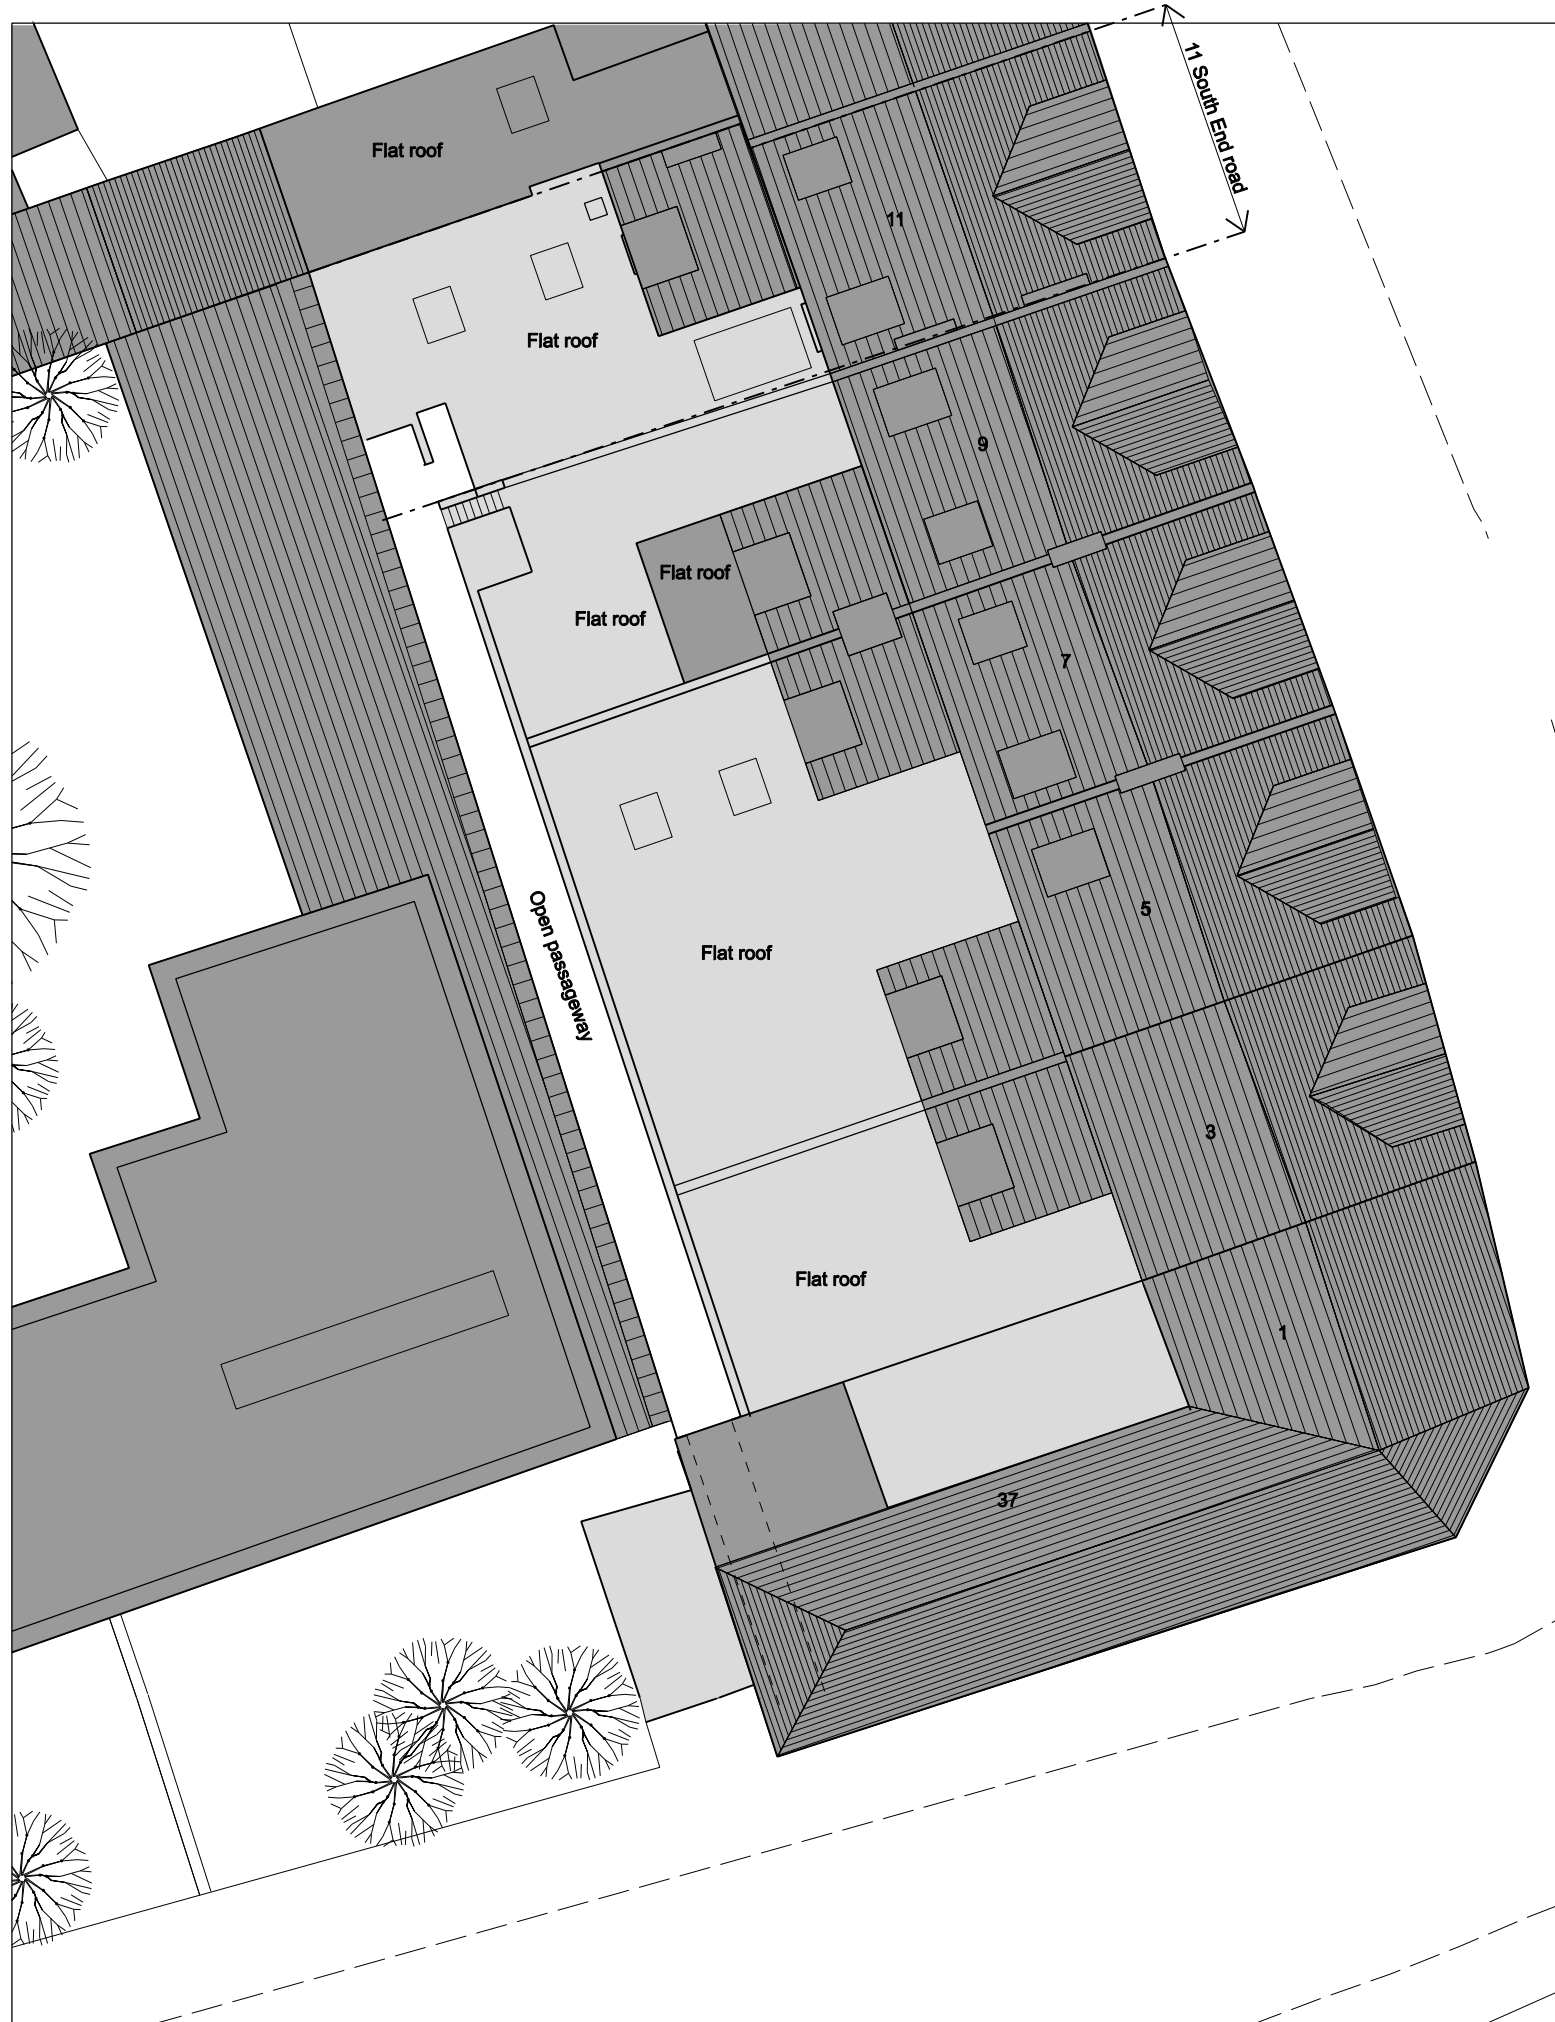 11 South End road
Flat roof
11
Flat roof
9
Flat roof
Flat roof
7
5
Open passageway
Flat roof
3
Flat roof
1
37